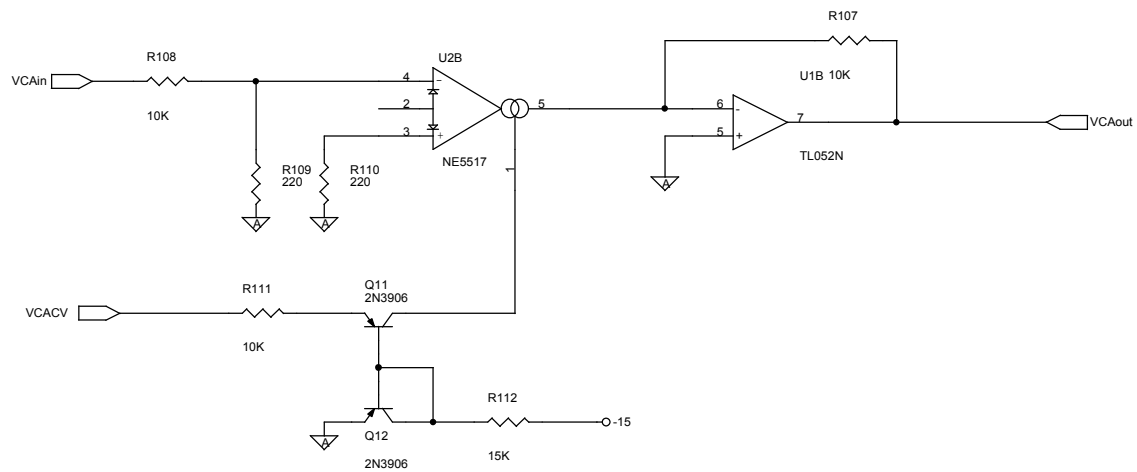 R107
R108
U2B
U1B 10K
VCAin
4
-
2
5
6
-
7
VCAout
10K
3
+
5
+
NE5517
TL052N
R109
220
R110
220
1
A
A
A
R111
Q11
2N3906
VCACV
10K
R112
-15
A
Q12
15K
2N3906